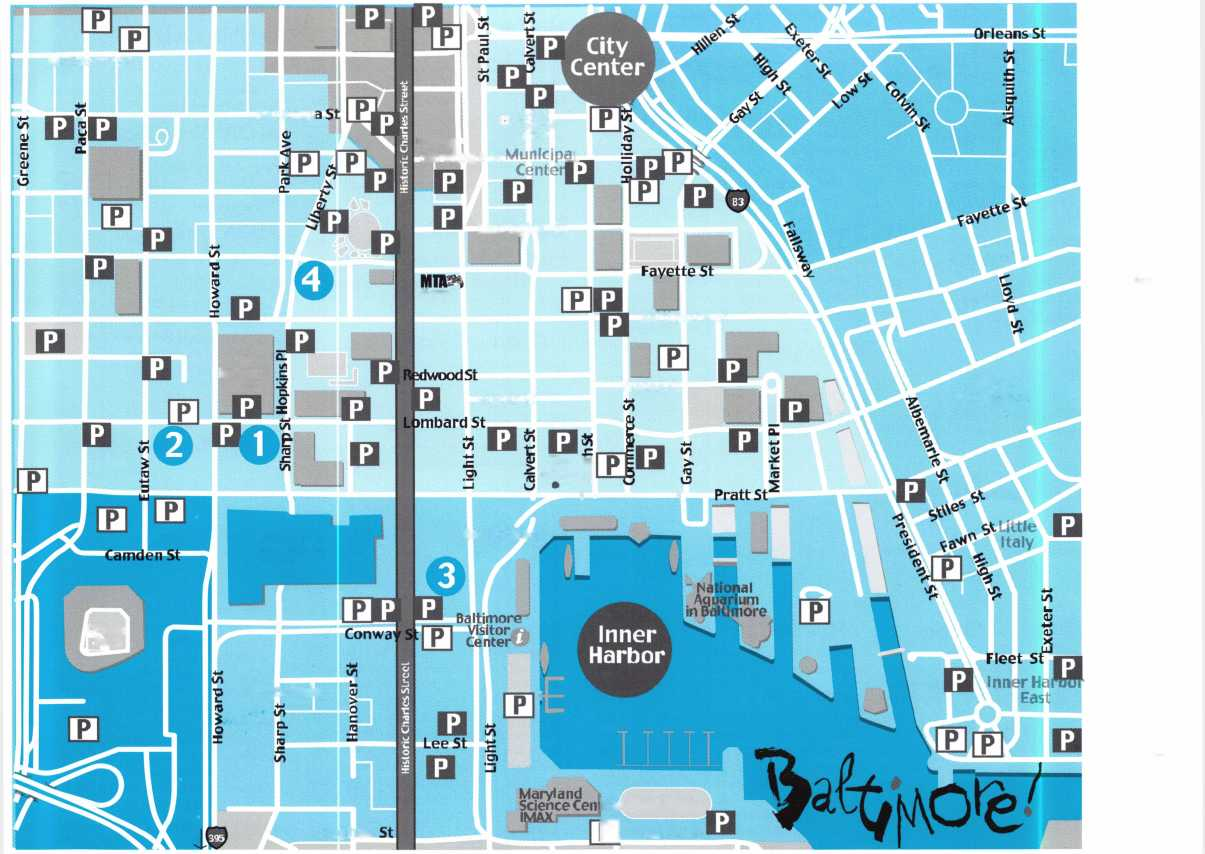 P
P
P
P
P
St Paul St
Calvert St
P
City
Center
Hillen St
Exeter St
Orleans St
High St
Low St
Colvin St
Aisquith St
P
P
Gay St
Greene St
P
Paca St
P
a St
P
P
Historic Charles Street
P
Holliday St
Park Ave
P
P
Liberty St
P
P
Municipa
Center
P
P
P
P
P
P
83
Fallsway
Fayette St
P
P
P
P
P
P
Howard St
4
MTA
Fayette St
Lloyd St
P
P
P
P
P
P
Hopkins Pl
P
P
P
Redwood St
P
P
P
P
P
P
Lombard St
P
P
Albemarle St
P
2
P
1
Sharp St
P
Light St
P
Calvert St
P
h St
P
Commerce St
P
Gay St
P
Market Pl
Eutaw St
P
Pratt St
P
P
P
Stiles St
Fawn St
Little
Italy
P
Camden St
President St
P
High St
3
National
Aquarium
in Baltimore
P
P
P
P
Baltimore
Visitor
Center
i
Conway St
P
Inner
Harbor
Exeter St
Fleet St
P
P
Inner Harbor
East
Howard St
Sharp St
Hanover St
Historic Charles Street
P
Light St
P
P
Lee St
P
P
P
P
P
Maryland
Science Cen
IMAX
P
Baltimore!
395
St